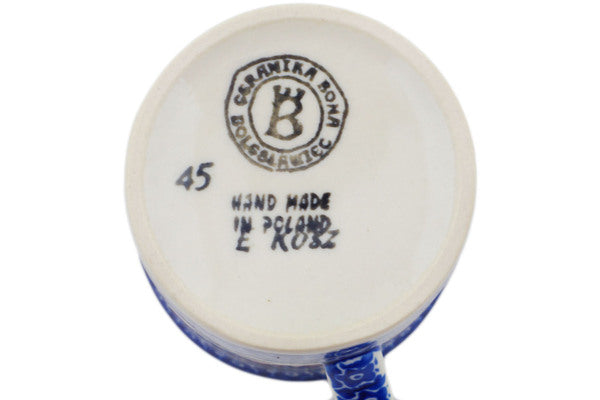 CERAMIKA BONA
B
BOLESŁAWIEC
45
HAND MADE
IN POLAND
E KOSZ